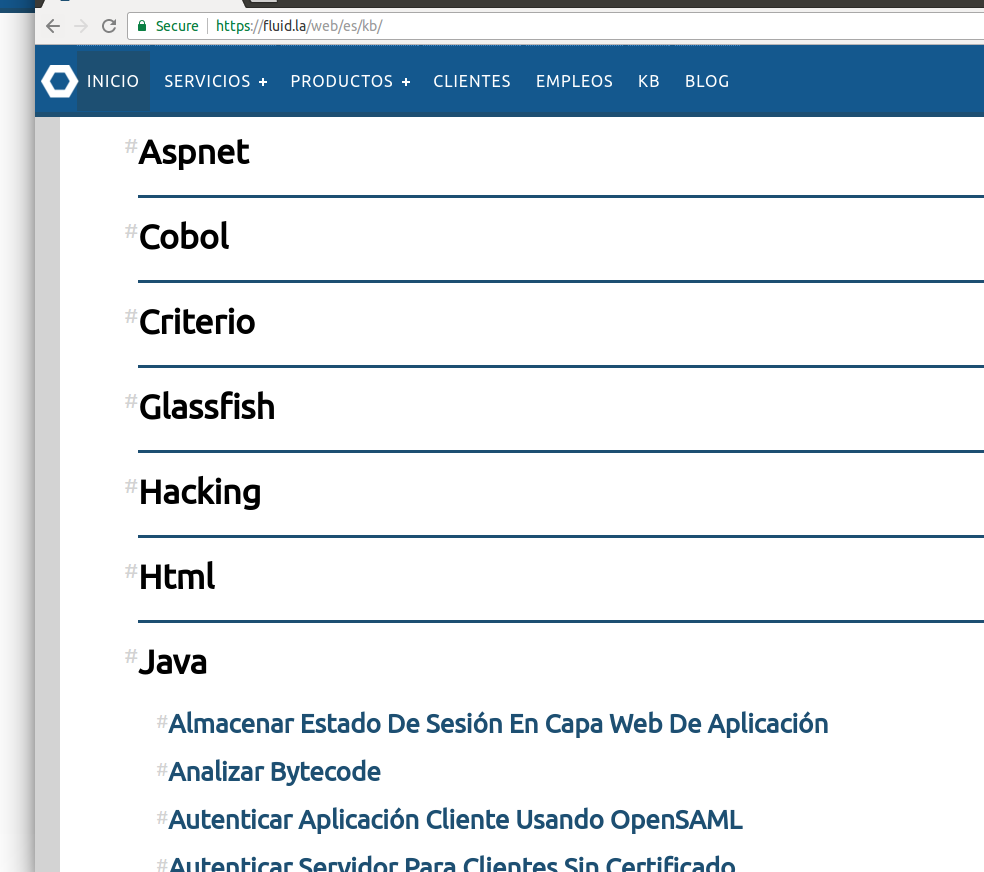 Secure https://fluid.la/web/es/kb/
INICIO SERVICIOS + PRODUCTOS + CLIENTES EMPLEOS KB BLOG
#Aspnet
#Cobol
#Criterio
#Glassfish
#Hacking
#Html
#Java
#Almacenar Estado De Sesión En Capa Web De Aplicación
#Analizar Bytecode
#Autenticar Aplicación Cliente Usando OpenSAML
#Autenticar Servidor Para Clientes Sin Certificado